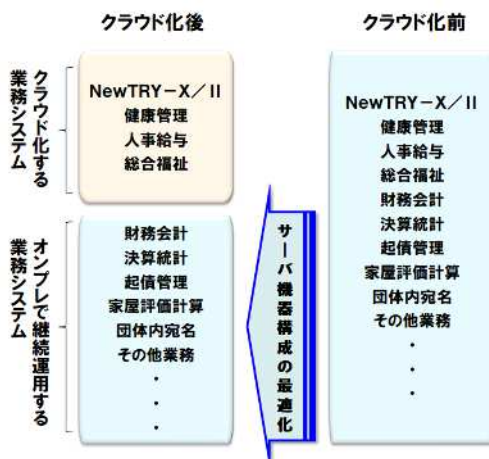 クラウド化後
クラウド化前
クラウド化する
業務システム
NewTRY－X／II
健康管理
人事給与
総合福祉
オンプレで継続運用する
業務システム
財務会計
決算統計
起債管理
家屋評価計算
団体内宛名
その他業務
・
・
・
サーバ機器構成の最適化
NewTRY－X／II
健康管理
人事給与
総合福祉
財務会計
決算統計
起債管理
家屋評価計算
団体内宛名
その他業務
・
・
・